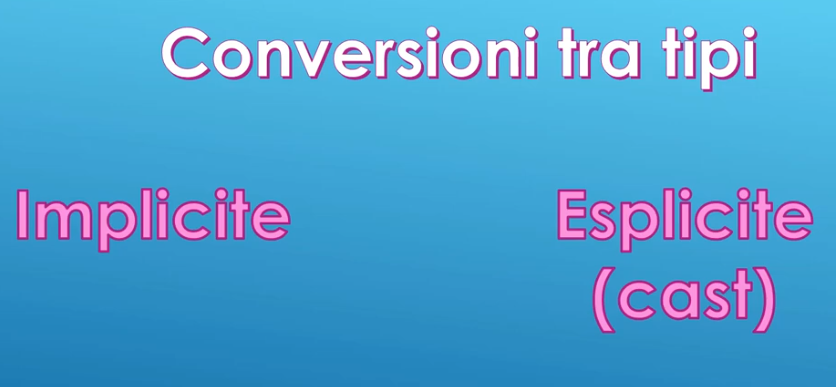 Conversioni tra tipi
Implicite
Esplicite
(cast)